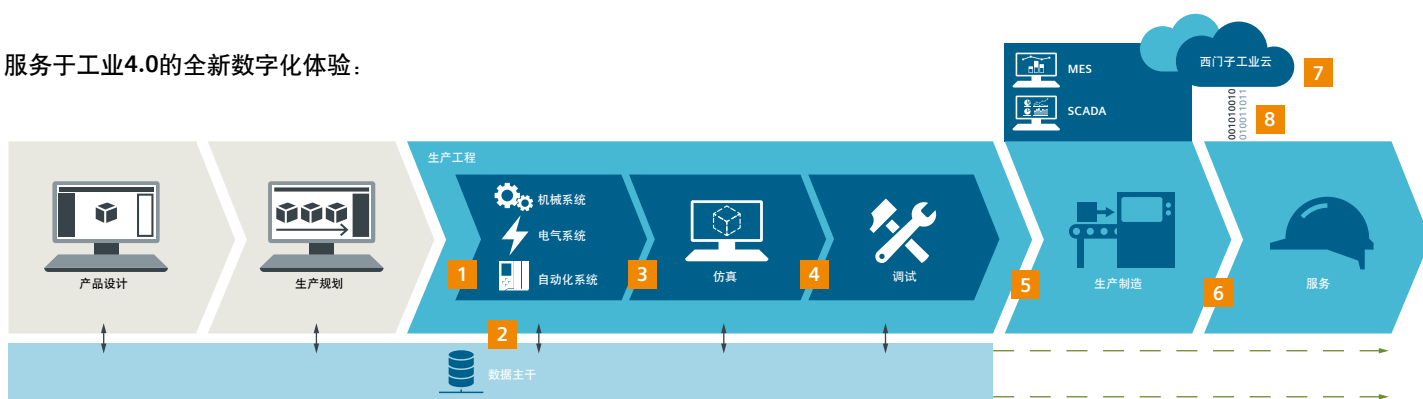 服务于工业4.0的全新数字化体验：
MES
SCADA
西门子工业云
7
001010010
010011011
8
生产工程
产品设计
生产规划
1
机械系统
电气系统
自动化系统
3
仿真
4
调试
5
生产制造
6
服务
2
数据主干